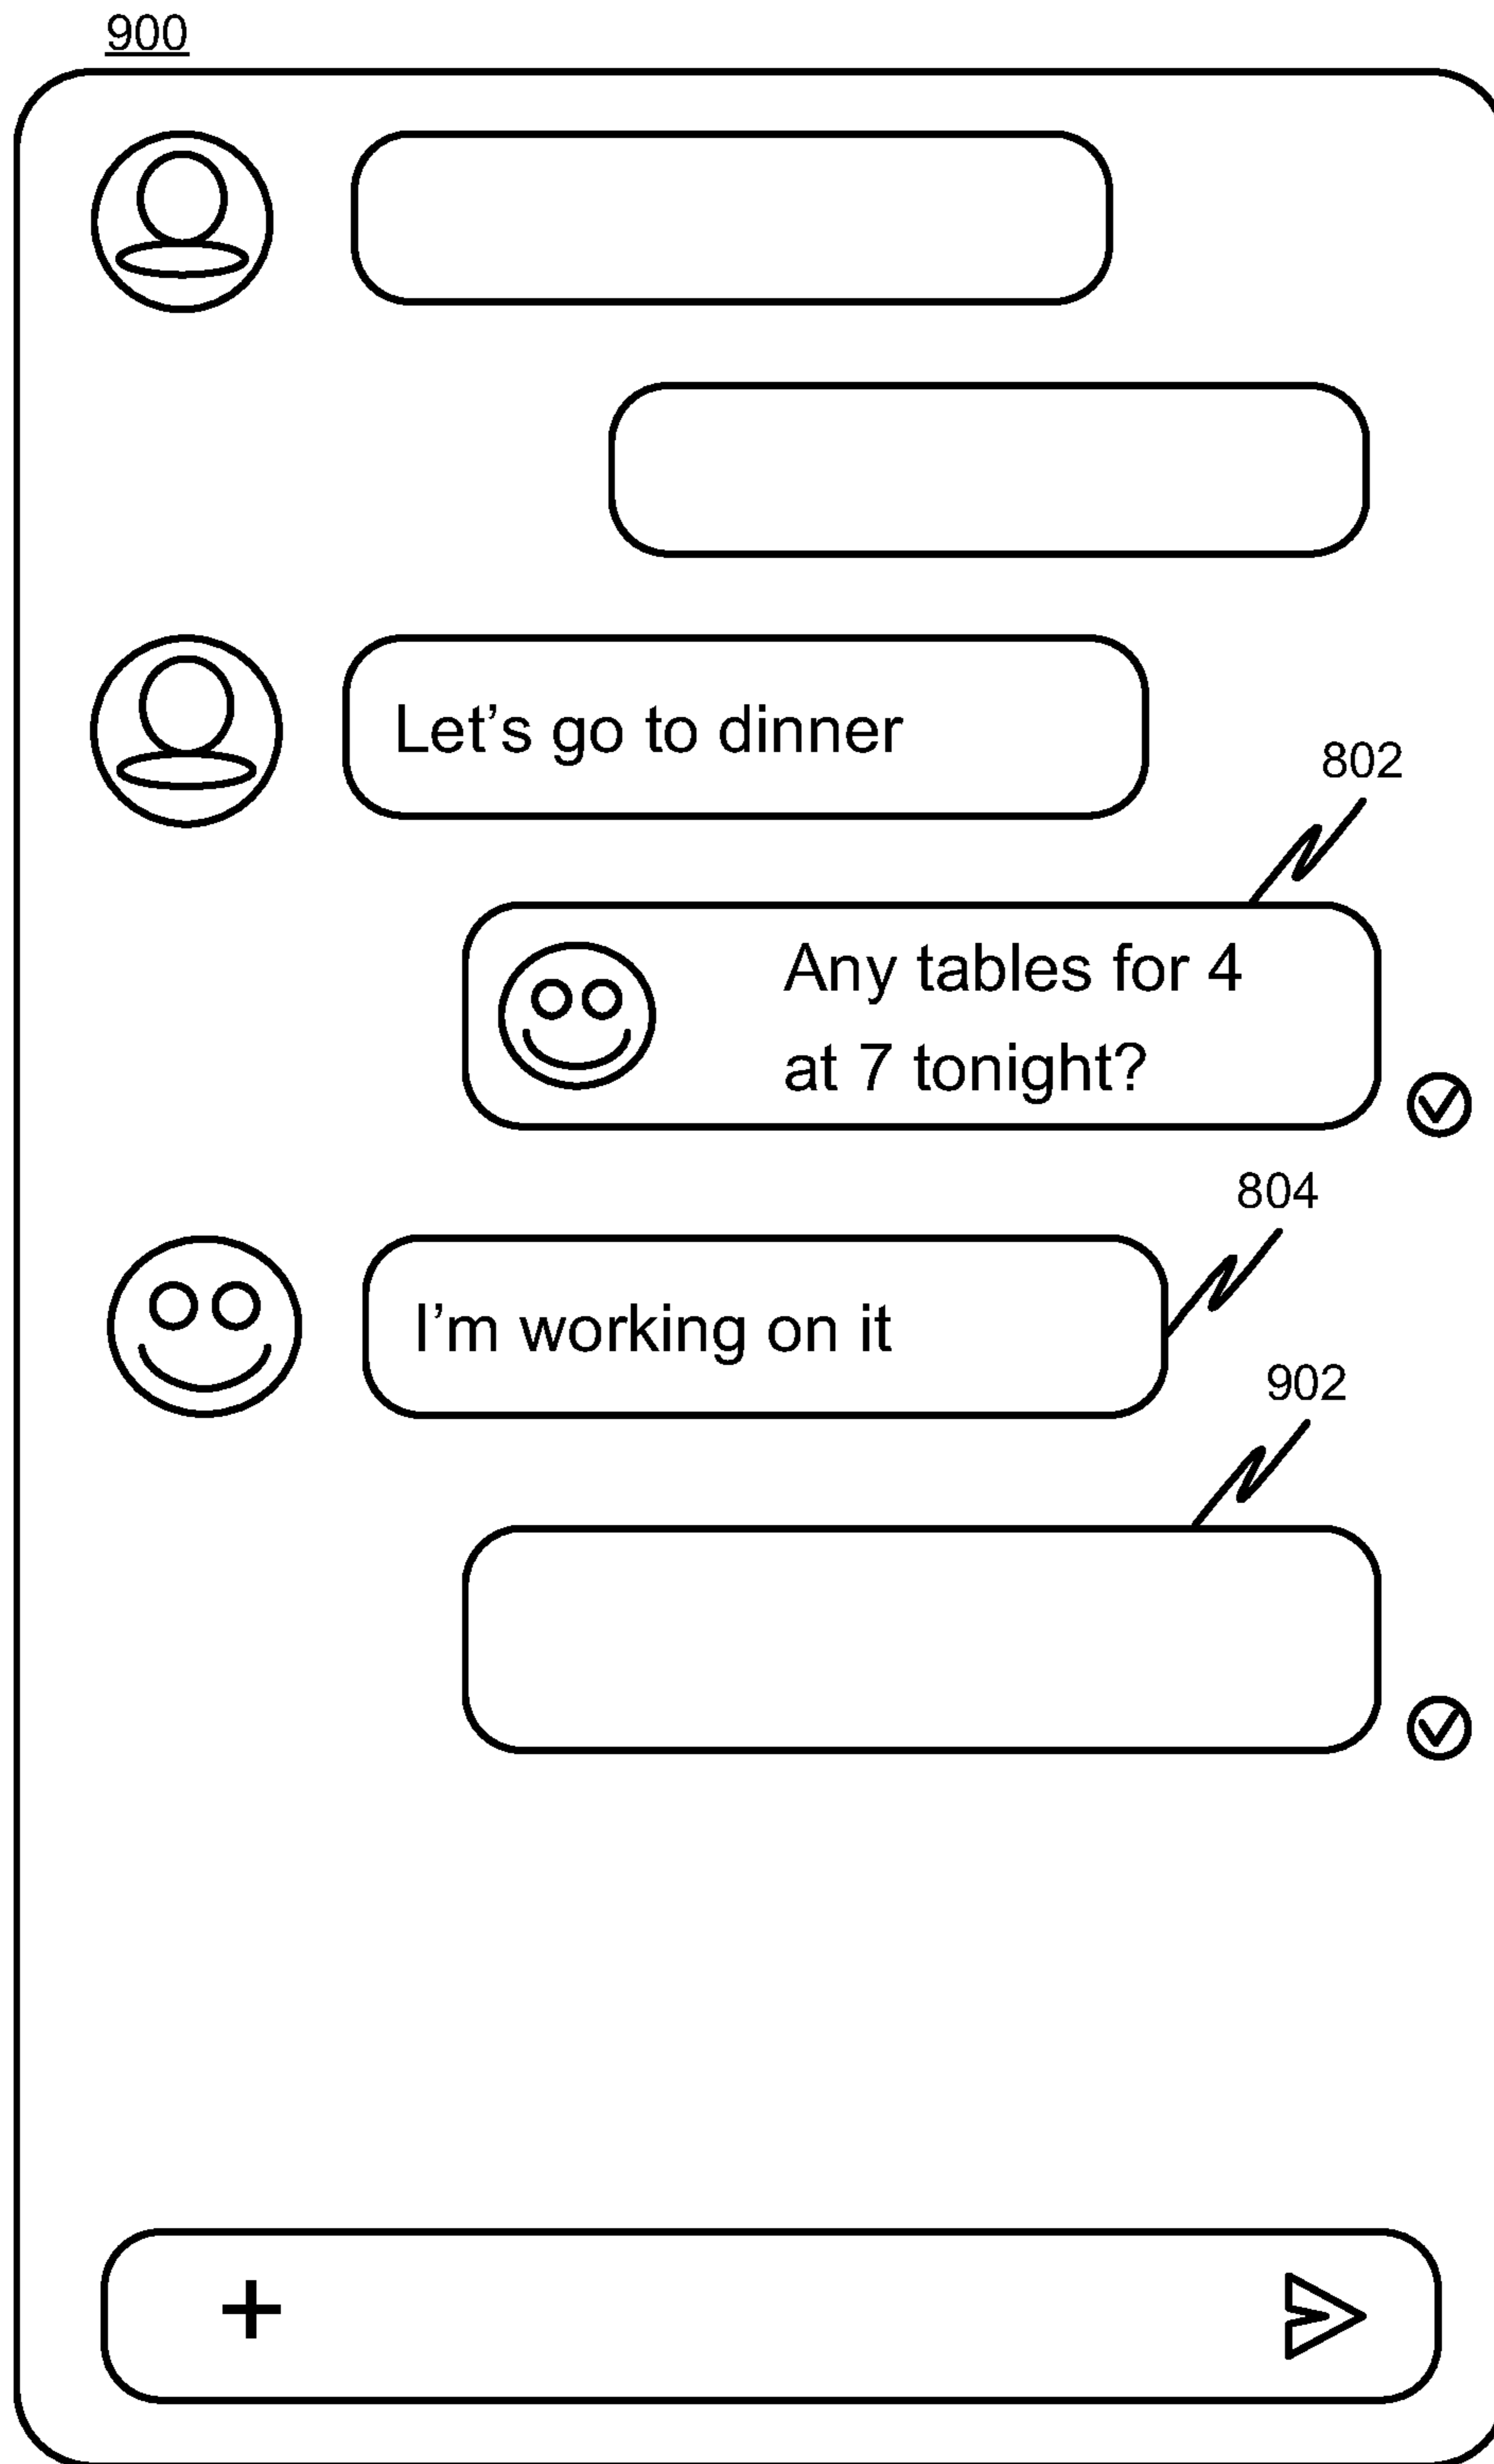 900
Let’s go to dinner
802
Any tables for 4
at 7 tonight?
804
I’m working on it
902